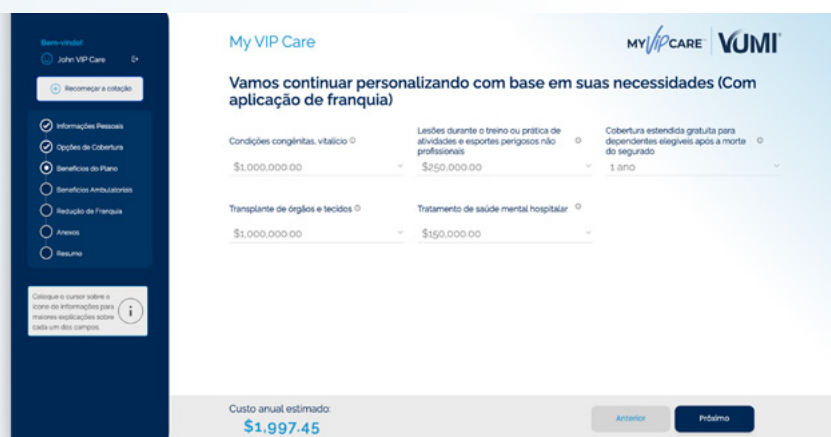 Bem-vindo!
John VIP Care
Recomeçar a cotação
Informações Pessoais
Opções de Cobertura
Benefícios do Plano
Benefícios Ambulatoriais
Redução de Franquia
Anexos
Resumo
Coloque o cursor sobre o
ícone de informações para
maiores explicações sobre
cada um dos campos.
i
My VIP Care
MY VIP CARE VUMI
Vamos continuar personalizando com base em suas necessidades (Com
aplicação de franquia)
Condições congênitas, vitalício
$1,000,000.00
Lesões durante o treino ou prática de
atividades e esportes perigosos não
profissionais
$250,000.00
Cobertura estendida gratuita para
dependentes elegíveis após a morte
do segurado
1 ano
Transplante de órgãos e tecidos
$1,000,000.00
Tratamento de saúde mental hospitalar
$150,000.00
Custo anual estimado:
$1,997.45
Anterior
Próximo